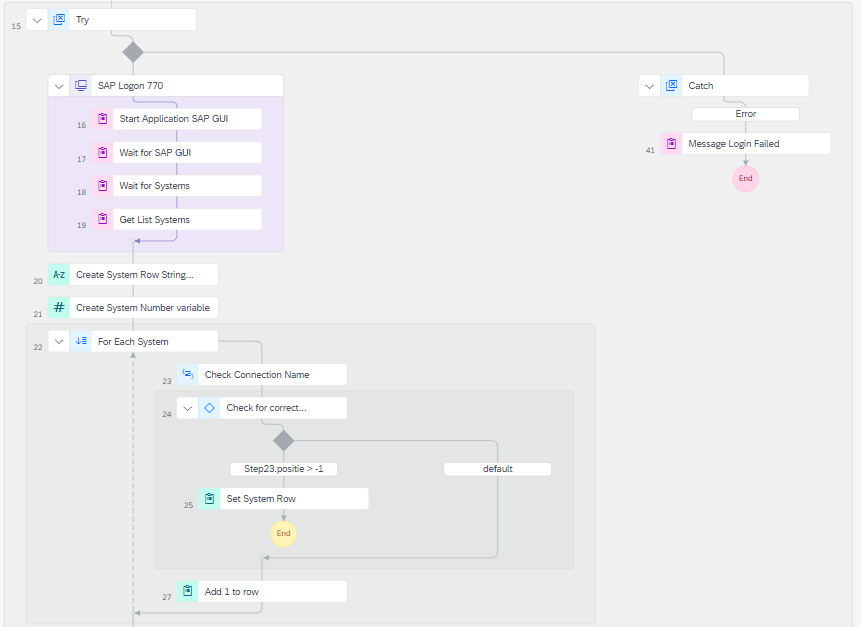 15
Try
SAP Logon 770
Catch
16
Start Application SAP GUI
Error
17
Wait for SAP GUI
41
Message Login Failed
18
Wait for Systems
End
19
Get List Systems
20
A-z
Create System Row String...
21
#
Create System Number variable
22
For Each System
23
Check Connection Name
24
Check for correct...
Step23.positie > -1
default
25
Set System Row
End
27
Add 1 to row